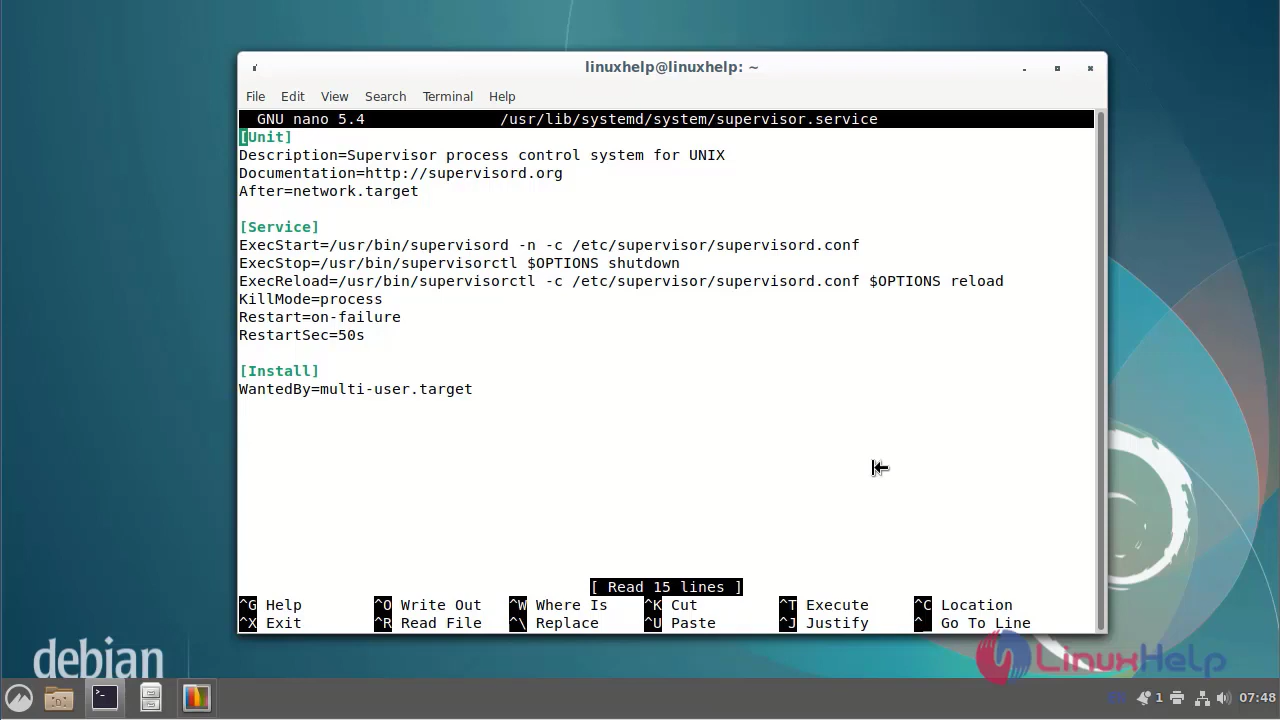 linuxhelp@linuxhelp: ~
File Edit View Search Terminal Help
GNU nano 5.4 /usr/lib/systemd/system/supervisor.service
[Unit]
Description=Supervisor process control system for UNIX
Documentation=http://supervisord.org
After=network.target
[Service]
ExecStart=/usr/bin/supervisord -n -c /etc/supervisor/supervisord.conf
ExecStop=/usr/bin/supervisorctl $OPTIONS shutdown
ExecReload=/usr/bin/supervisorctl -c /etc/supervisor/supervisord.conf $OPTIONS reload
KillMode=process
Restart=on-failure
RestartSec=50s
[Install]
WantedBy=multi-user.target
[ Read 15 lines ]
^G Help ^O Write Out ^W Where Is ^K Cut ^T Execute ^C Location
^X Exit ^R Read File ^\ Replace ^U Paste ^J Justify ^ Go To Line
debian
LinuxHelp
1 07:48